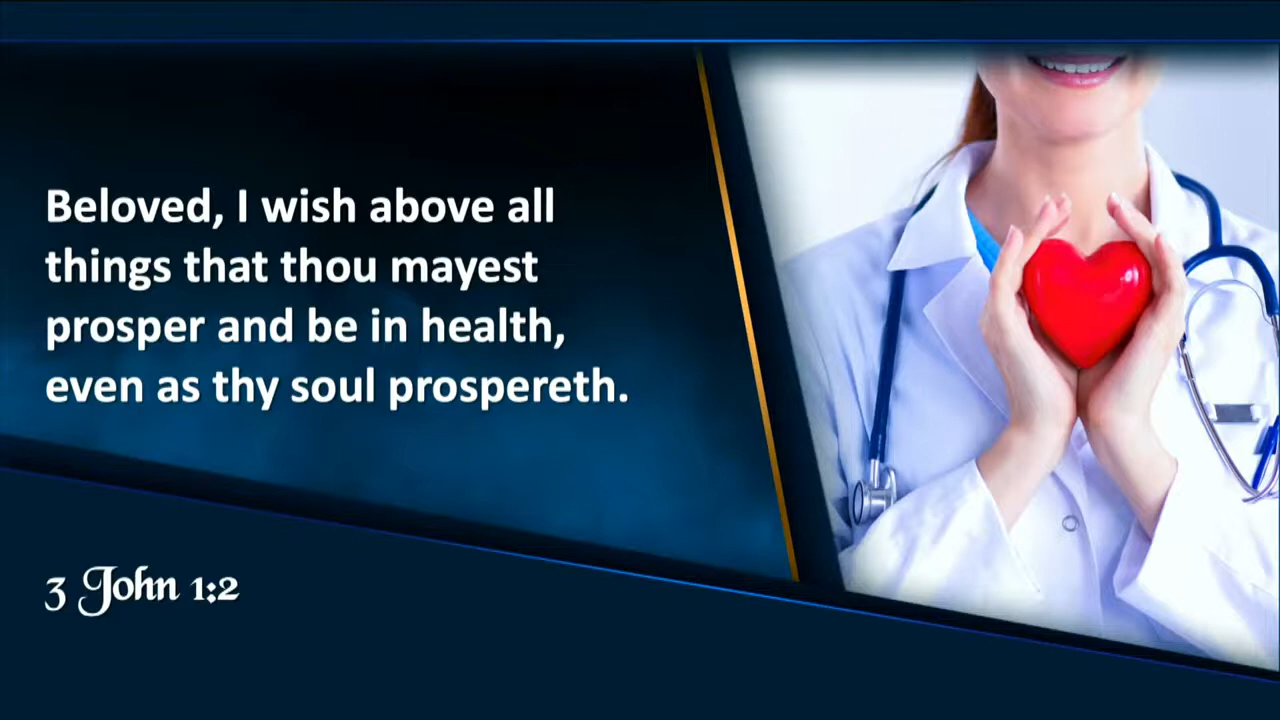 Beloved, I wish above all
things that thou mayest
prosper and be in health,
even as thy soul prospereth.
3 John 1:2